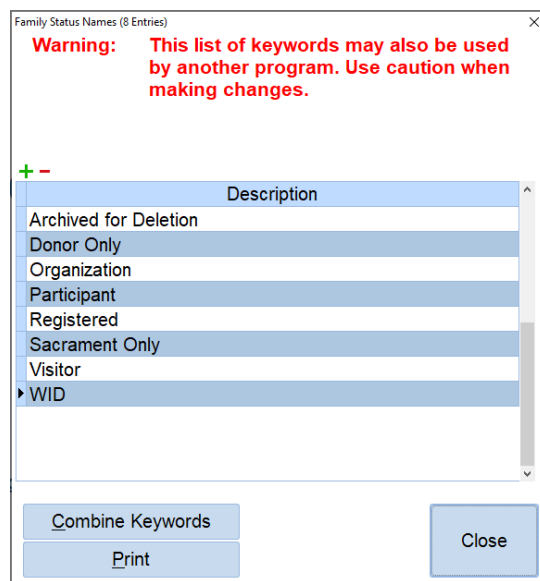 Family Status Names (8 Entries)
Warning: This list of keywords may also be used
by another program. Use caution when
making changes.
Description
Archived for Deletion
Donor Only
Organization
Participant
Registered
Sacrament Only
Visitor
WID
Combine Keywords
Print
Close